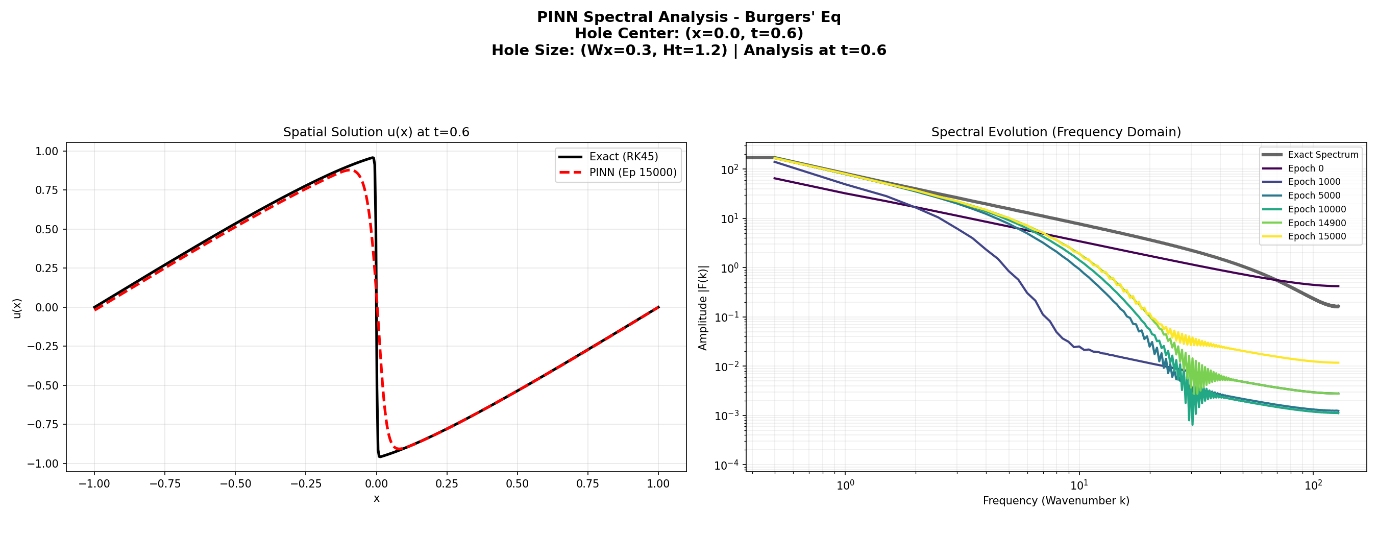 PINN Spectral Analysis - Burgers' Eq
Hole Center: (x=0.0, t=0.6)
Hole Size: (Wx=0.3, Ht=1.2) | Analysis at t=0.6
Spatial Solution u(x) at t=0.6
Exact (RK45)
PINN (Ep 15000)
1.00
0.75
0.50
0.25
0.00
−0.25
−0.50
−0.75
−1.00
u(x)
−1.00 −0.75 −0.50 −0.25 0.00 0.25 0.50 0.75 1.00
x
Spectral Evolution (Frequency Domain)
Exact Spectrum
Epoch 0
Epoch 1000
Epoch 5000
Epoch 10000
Epoch 14900
Epoch 15000
10²
10¹
10⁰
10⁻¹
10⁻²
10⁻³
10⁻⁴
Amplitude |F(k)|
10⁰ 10¹ 10²
Frequency (Wavenumber k)